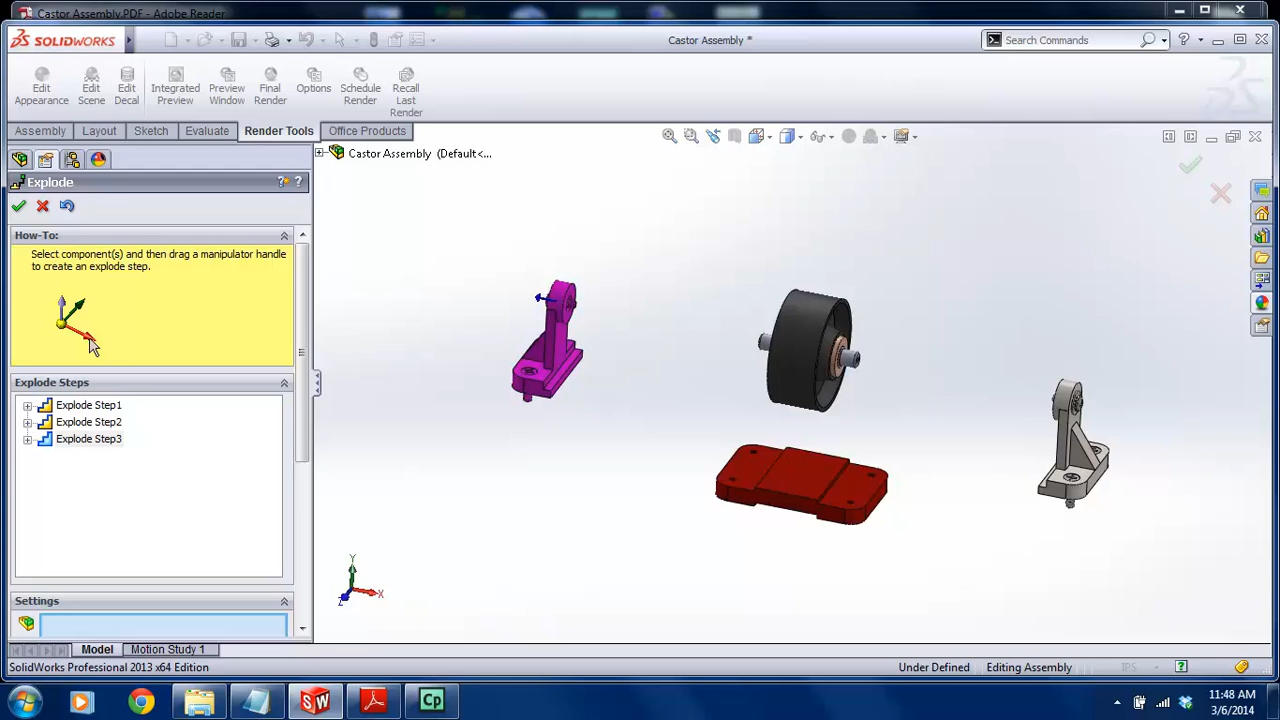 Castor Assembly.PDF - Adobe Reader
SOLIDWORKS
Castor Assembly *
Search Commands
Edit Appearance
Edit Scene
Edit Decal
Integrated Preview
Preview Window
Final Render
Options
Schedule Render
Recall Last Render
Assembly
Layout
Sketch
Evaluate
Render Tools
Office Products
Castor Assembly (Default<...
Explode
How-To:
Select component(s) and then drag a manipulator handle
to create an explode step.
Explode Steps
Explode Step1
Explode Step2
Explode Step3
Settings
Y
X
Z
Model
Motion Study 1
SolidWorks Professional 2013 x64 Edition
Under Defined
Editing Assembly
IPS
SW
Cp
11:48 AM
3/6/2014